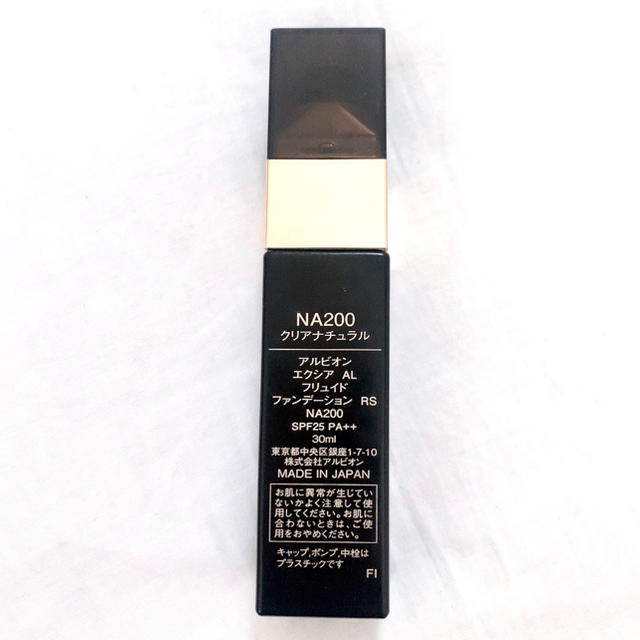 NA200
クリアナチュラル
アルビオン
エクシア AL
フリュイド
ファンデーション RS
NA200
SPF25 PA++
30ml
東京都中央区銀座1-7-10
株式会社アルビオン
MADE IN JAPAN
お肌に異常が生じてい
ないかよく注意して使
用してください。お肌に
合わないときは、ご使
用をおやめください。
キャップ,ポンプ,中栓は
プラスチックです
FI